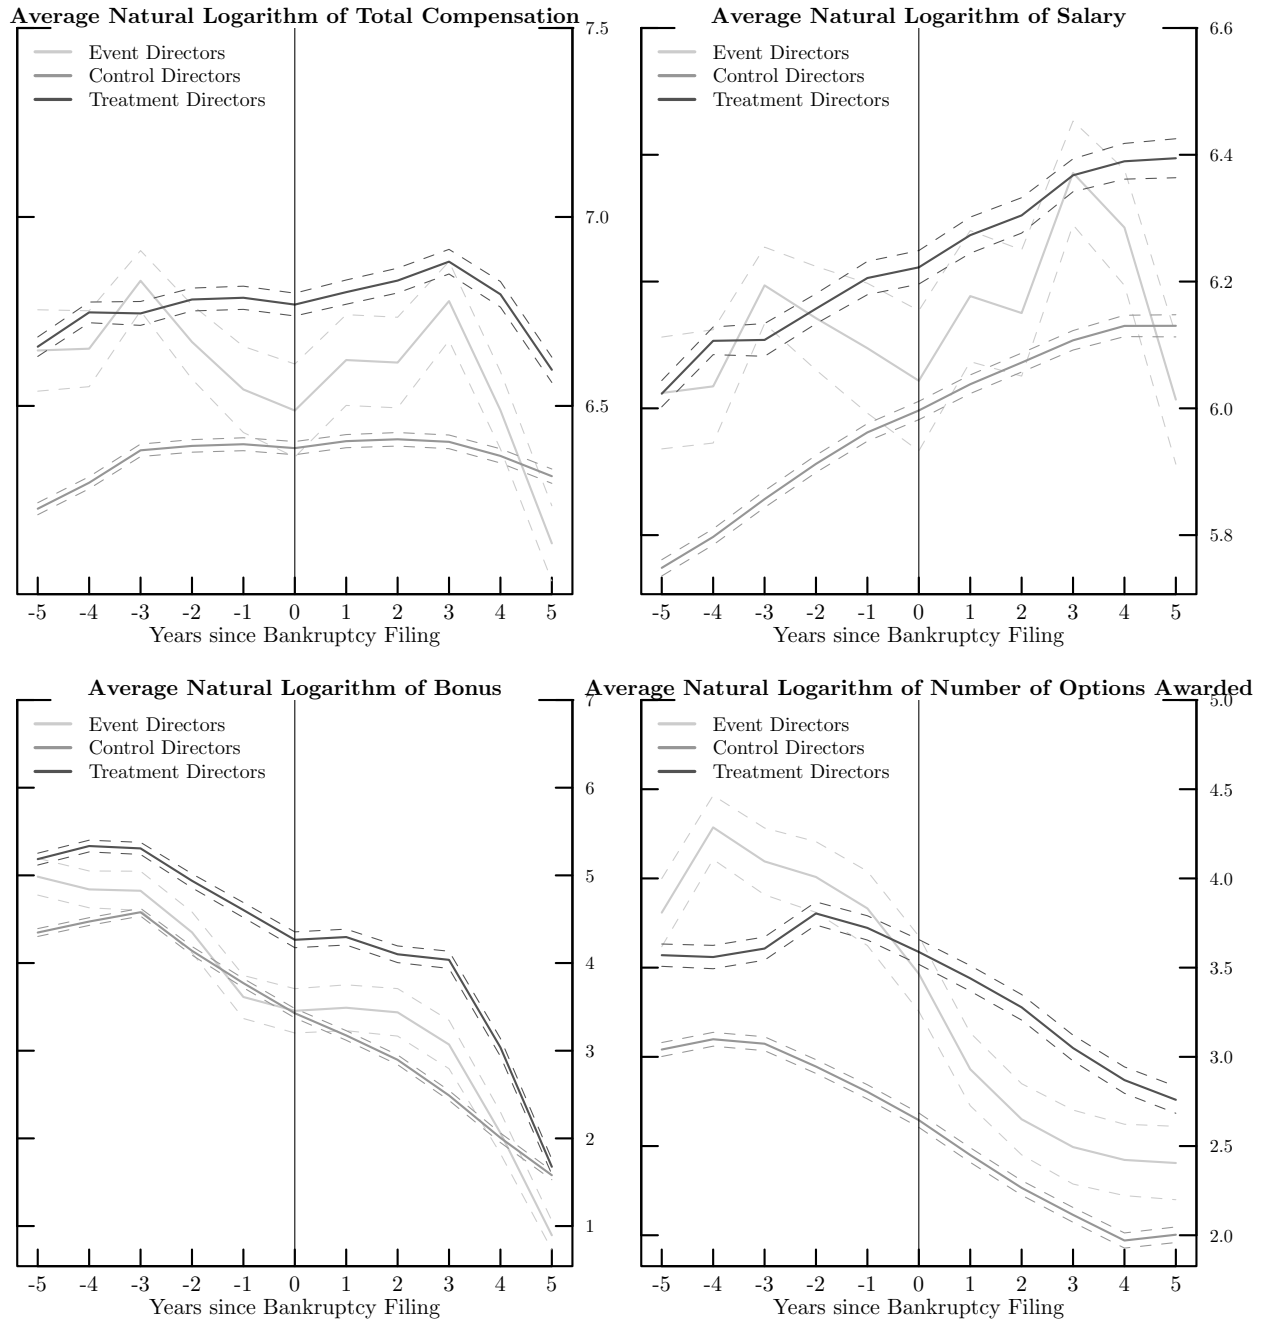 Average Natural Logarithm of Total Compensation
Event Directors
Control Directors
Treatment Directors
7.5
7.0
6.5
-5 -4 -3 -2 -1 0 1 2 3 4 5
Years since Bankruptcy Filing
Average Natural Logarithm of Salary
Event Directors
Control Directors
Treatment Directors
6.6
6.4
6.2
6.0
5.8
-5 -4 -3 -2 -1 0 1 2 3 4 5
Years since Bankruptcy Filing
Average Natural Logarithm of Bonus
Event Directors
Control Directors
Treatment Directors
7
6
5
4
3
2
1
-5 -4 -3 -2 -1 0 1 2 3 4 5
Years since Bankruptcy Filing
Average Natural Logarithm of Number of Options Awarded
Event Directors
Control Directors
Treatment Directors
5.0
4.5
4.0
3.5
3.0
2.5
2.0
-5 -4 -3 -2 -1 0 1 2 3 4 5
Years since Bankruptcy Filing